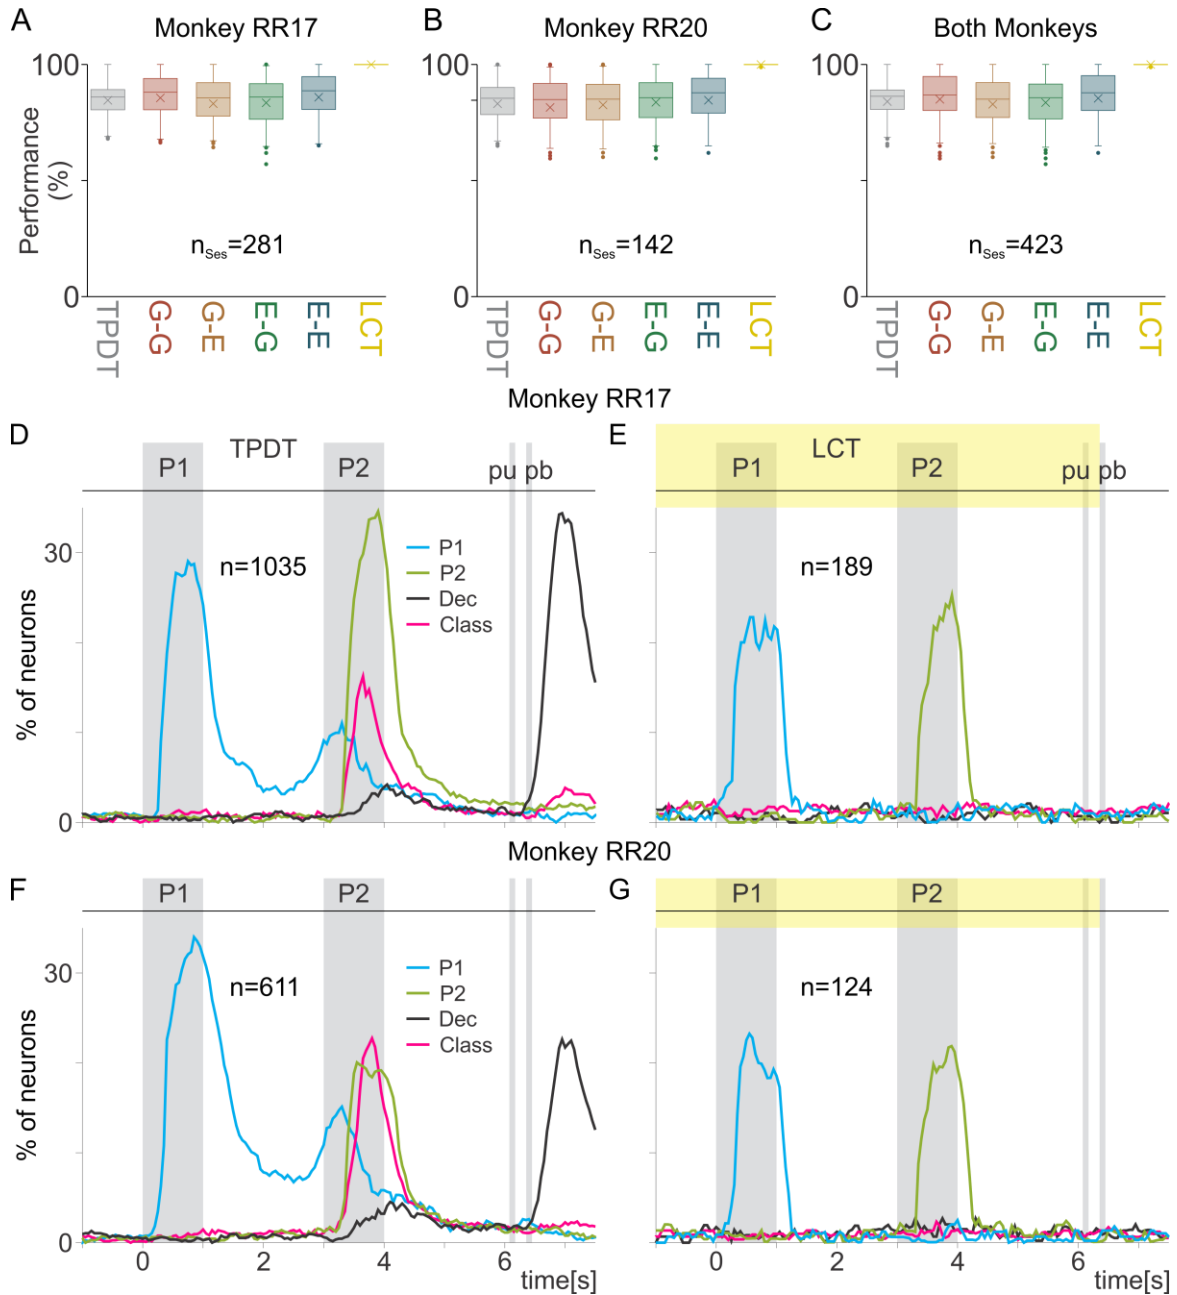 A Monkey RR17
B Monkey RR20
C Both Monkeys
Performance (%)
100
0
n_Ses=281
TPDT G-G G-E E-G E-E LCT
100
0
n_Ses=142
TPDT G-G G-E E-G E-E LCT
100
0
n_Ses=423
TPDT G-G G-E E-G E-E LCT
Monkey RR17
D
TPDT
P1 P2 pu pb
% of neurons
30
0
n=1035
P1
P2
Dec
Class
E
LCT
P1 P2 pu pb
n=189
Monkey RR20
F
P1 P2
% of neurons
30
0
n=611
P1
P2
Dec
Class
0 2 4 6
time[s]
G
P1 P2
n=124
0 2 4 6
time[s]